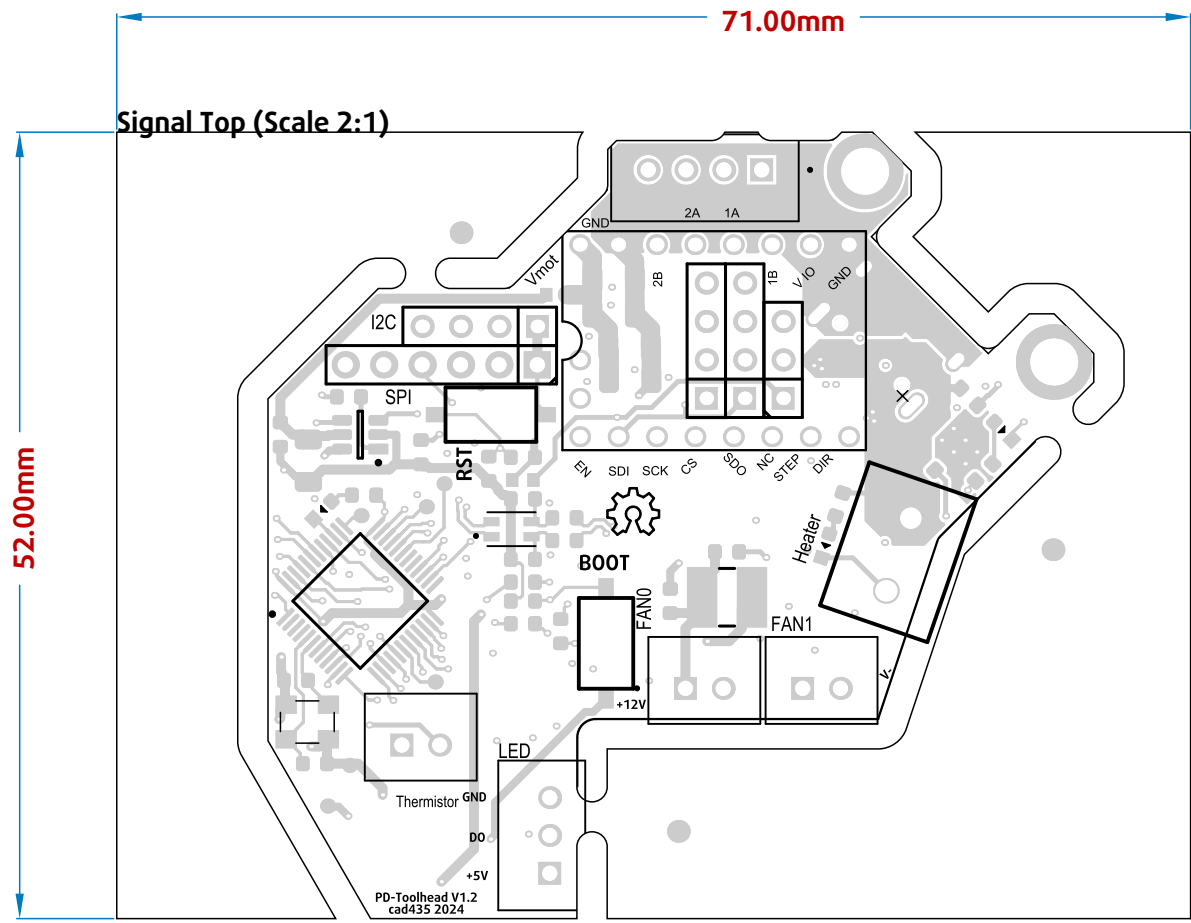 71.00mm
Signal Top (Scale 2:1)
52.00mm
2A 1A
GND
Vmot
2B
1B
V IO
GND
I2C
SPI
RST
EN
SDI
SCK
CS
SDO
NC
STEP
DIR
Heater
BOOT
FAN0
FAN1
V-
+12V
LED
Thermistor
GND
DO
+5V
PD-Toolhead V1.2
cad435 2024